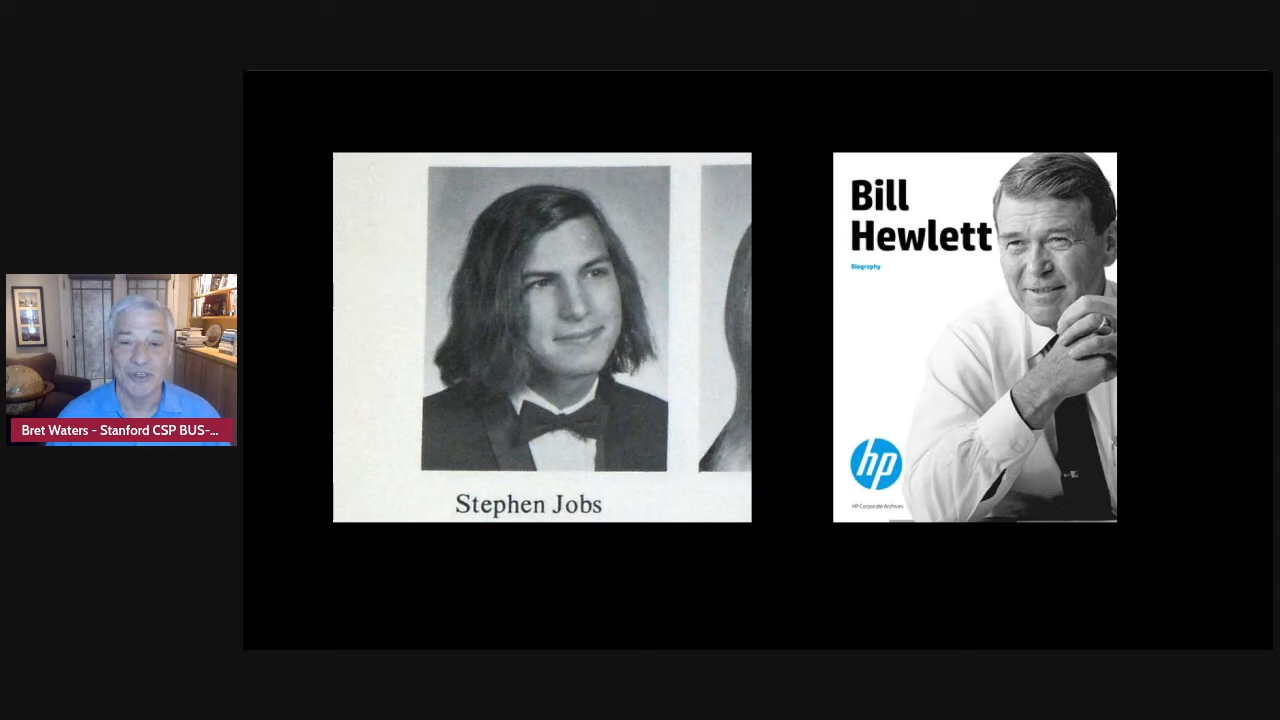 Bret Waters - Stanford CSP BUS-...
Stephen Jobs
Bill
Hewlett
Biography
hp
HP Corporate Archives